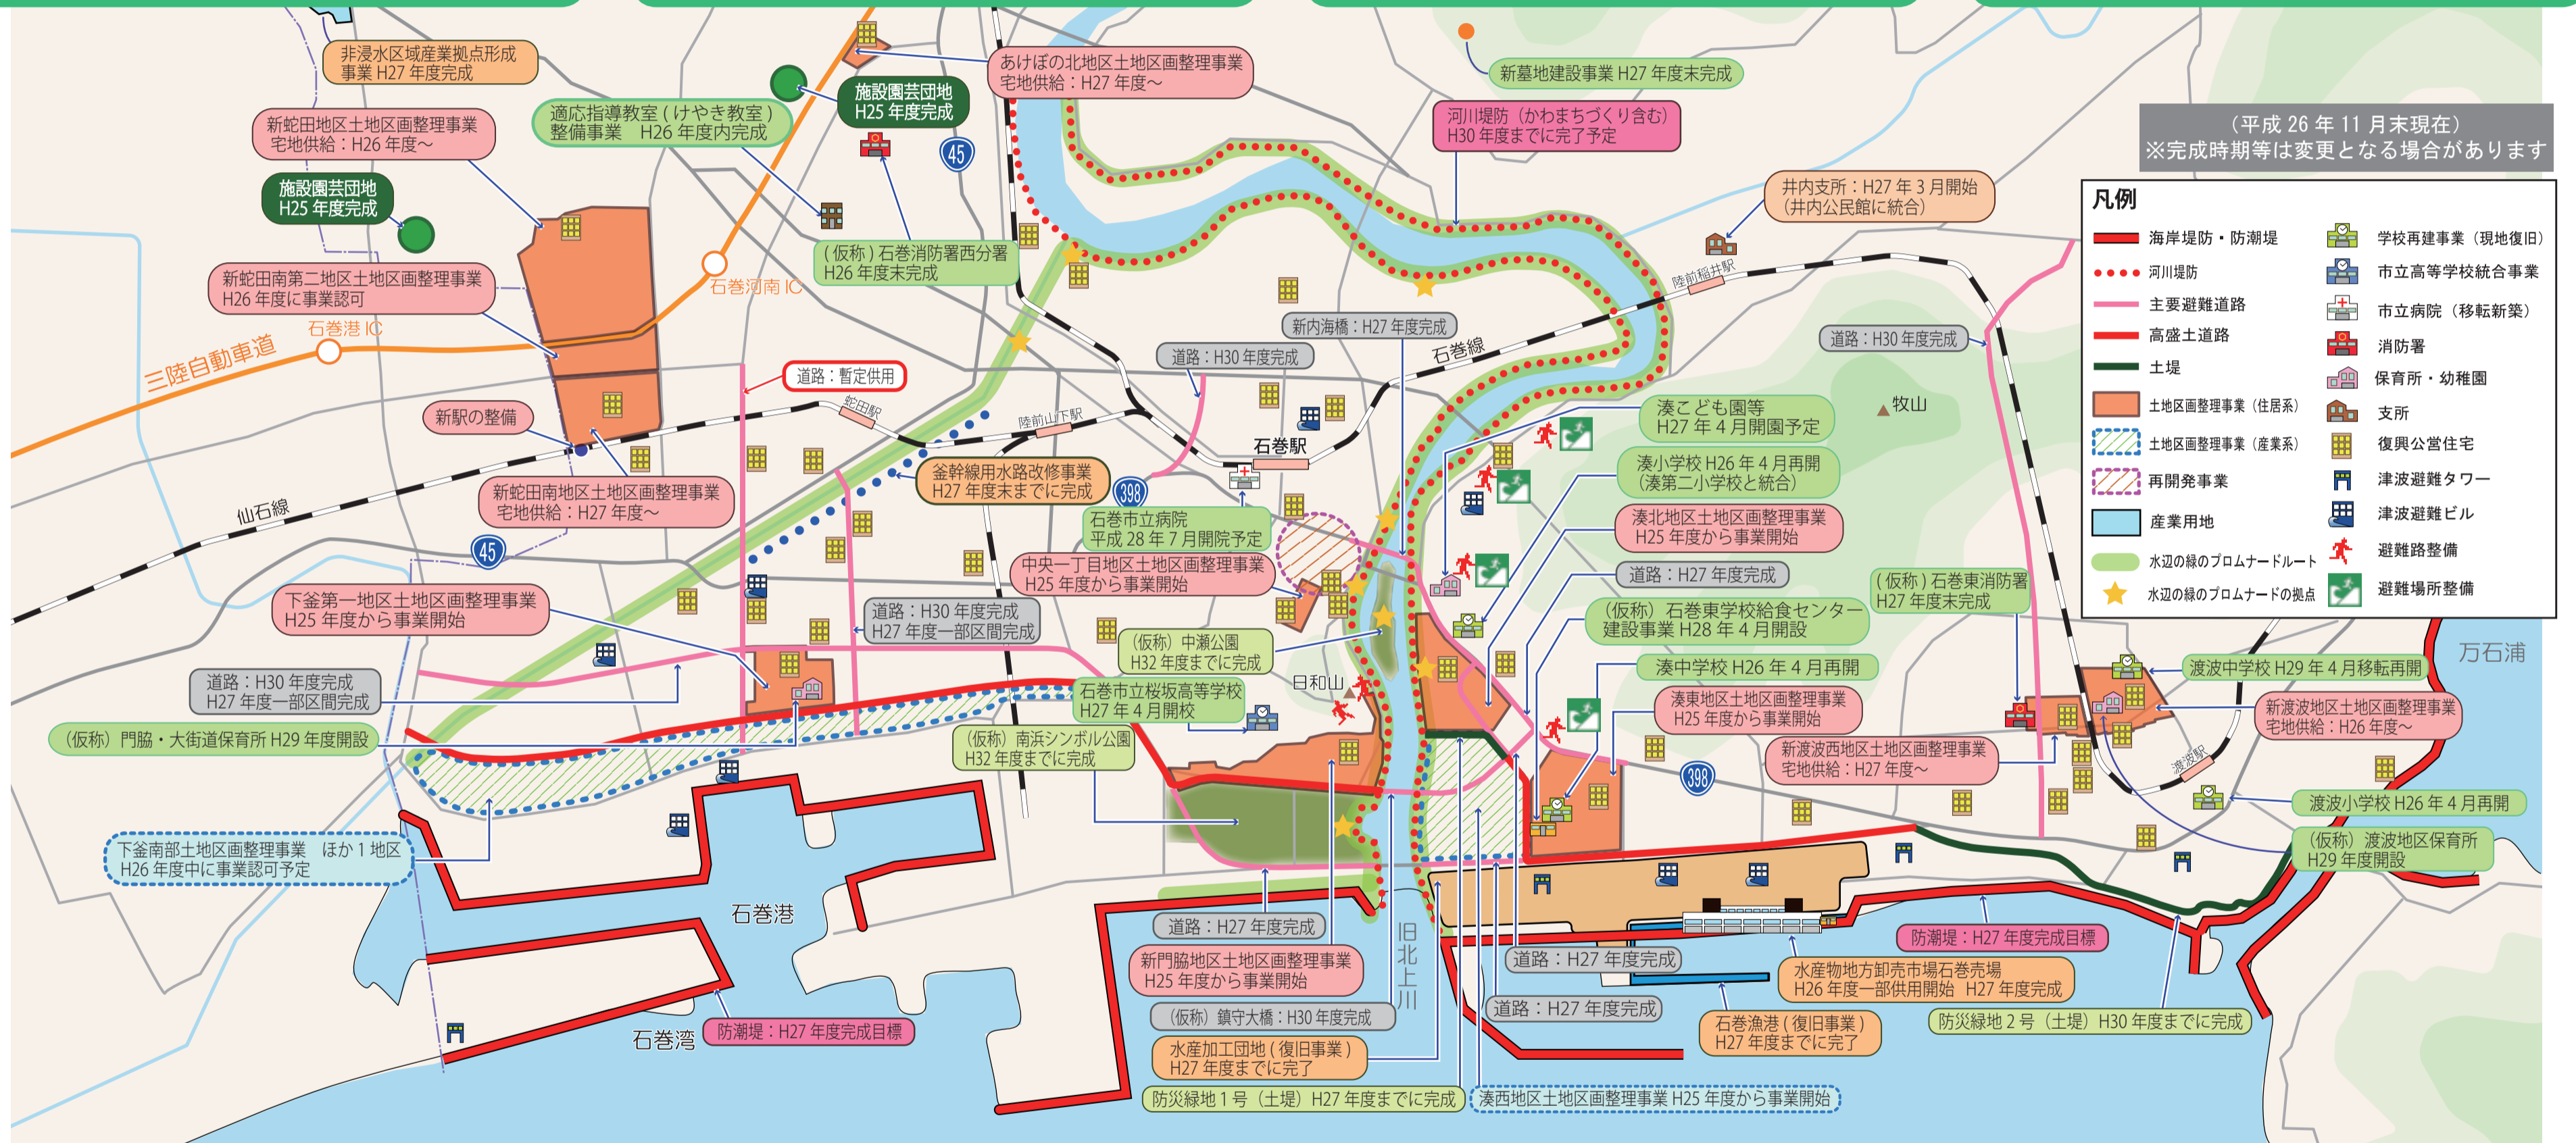 非浸水区域産業拠点形成
事業 H27 年度完成
あけぼの北地区土地区画整理事業
宅地供給：H27 年度～
新墓地建設事業 H27 年度末完成
施設園芸団地
H25 年度完成
適応指導教室 ( けやき教室 )
整備事業　H26 年度内完成
新蛇田地区土地区画整理事業
宅地供給：H26 年度～
河川堤防（かわまちづくり含む）
H30 年度までに完了予定
（平成 26 年 11 月末現在）
※完成時期等は変更となる場合があります
45
施設園芸団地
H25 年度完成
井内支所：H27 年 3 月開始
（井内公民館に統合）
凡例
海岸堤防・防潮堤
河川堤防
主要避難道路
高盛土道路
土堤
土地区画整理事業（住居系）
土地区画整理事業（産業系）
再開発事業
産業用地
水辺の緑のプロムナードルート
水辺の緑のプロムナードの拠点
学校再建事業（現地復旧）
市立高等学校統合事業
市立病院（移転新築）
消防署
保育所・幼稚園
支所
復興公営住宅
津波避難タワー
津波避難ビル
避難路整備
避難場所整備
( 仮称 ) 石巻消防署西分署
H26 年度末完成
新蛇田南第二地区土地区画整理事業
H26 年度に事業認可
石巻河南 IC
石巻港 IC
三陸自動車道
陸前稲井駅
新内海橋：H27 年度完成
道路：H30 年度完成
石巻線
道路：H30 年度完成
道路：暫定供用
蛇田駅
陸前山下駅
新駅の整備
牧山
湊こども園等
H27 年 4 月開園予定
石巻駅
釜幹線用水路改修事業
H27 年度末までに完成
398
湊小学校 H26 年 4 月再開
（湊第二小学校と統合）
新蛇田南地区土地区画整理事業
宅地供給：H27 年度～
仙石線
45
石巻市立病院
平成 28 年 7 月開院予定
湊北地区土地区画整理事業
H25 年度から事業開始
中央一丁目地区土地区画整理事業
H25 年度から事業開始
道路：H27 年度完成
( 仮称 ) 石巻東消防署
H27 年度末完成
下釜第一地区土地区画整理事業
H25 年度から事業開始
道路：H30 年度完成
H27 年度一部区間完成
（仮称）石巻東学校給食センター
建設事業 H28 年 4 月開設
（仮称）中瀬公園
H32 年度までに完成
湊中学校 H26 年 4 月再開
渡波中学校 H29 年 4 月移転再開
万石浦
道路：H30 年度完成
H27 年度一部区間完成
日和山
石巻市立桜坂高等学校
H27 年 4 月開校
湊東地区土地区画整理事業
H25 年度から事業開始
新渡波地区土地区画整理事業
宅地供給：H26 年度～
（仮称）門脇・大街道保育所 H29 年度開設
（仮称）南浜シンボル公園
H32 年度までに完成
新渡波西地区土地区画整理事業
宅地供給：H27 年度～
398
渡波駅
渡波小学校 H26 年 4 月再開
下釜南部土地区画整理事業　ほか 1 地区
H26 年度中に事業認可予定
（仮称）渡波地区保育所
H29 年度開設
石巻港
道路：H27 年度完成
旧北上川
防潮堤：H27 年度完成目標
新門脇地区土地区画整理事業
H25 年度から事業開始
道路：H27 年度完成
水産物地方卸売市場石巻売場
H26 年度一部供用開始　H27 年度完成
道路：H27 年度完成
（仮称）鎮守大橋：H30 年度完成
石巻漁港 ( 復旧事業 )
H27 年度までに完了
防災緑地 2 号（土堤）H30 年度までに完成
石巻湾
防潮堤：H27 年度完成目標
水産加工団地 ( 復旧事業 )
H27 年度までに完了
防災緑地 1 号（土堤）H27 年度までに完成
湊西地区土地区画整理事業 H25 年度から事業開始